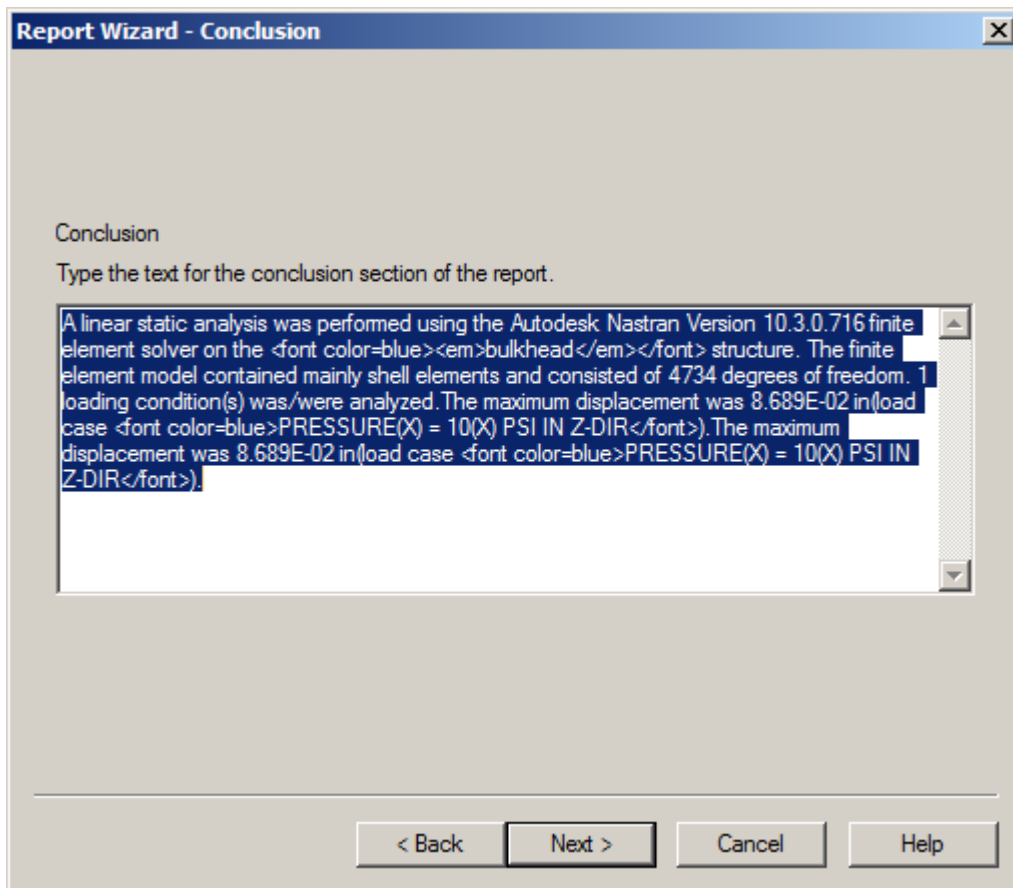 Report Wizard - Conclusion
Conclusion
Type the text for the conclusion section of the report.
A linear static analysis was performed using the Autodesk Nastran Version 10.3.0.716 finite
element solver on the <font color=blue><em>bulkhead</em></font> structure. The finite
element model contained mainly shell elements and consisted of 4734 degrees of freedom. 1
loading condition(s) was/were analyzed.The maximum displacement was 8.689E-02 in(load
case <font color=blue>PRESSURE(X) = 10(X) PSI IN Z-DIR</font>).The maximum
displacement was 8.689E-02 in(load case <font color=blue>PRESSURE(X) = 10(X) PSI IN
Z-DIR</font>).
< Back
Next >
Cancel
Help